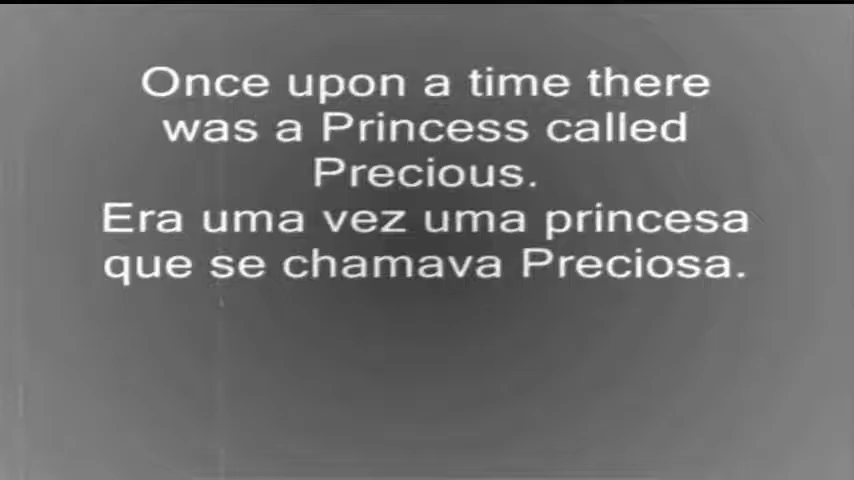 Once upon a time there
was a Princess called
Precious.
Era uma vez uma princesa
que se chamava Preciosa.